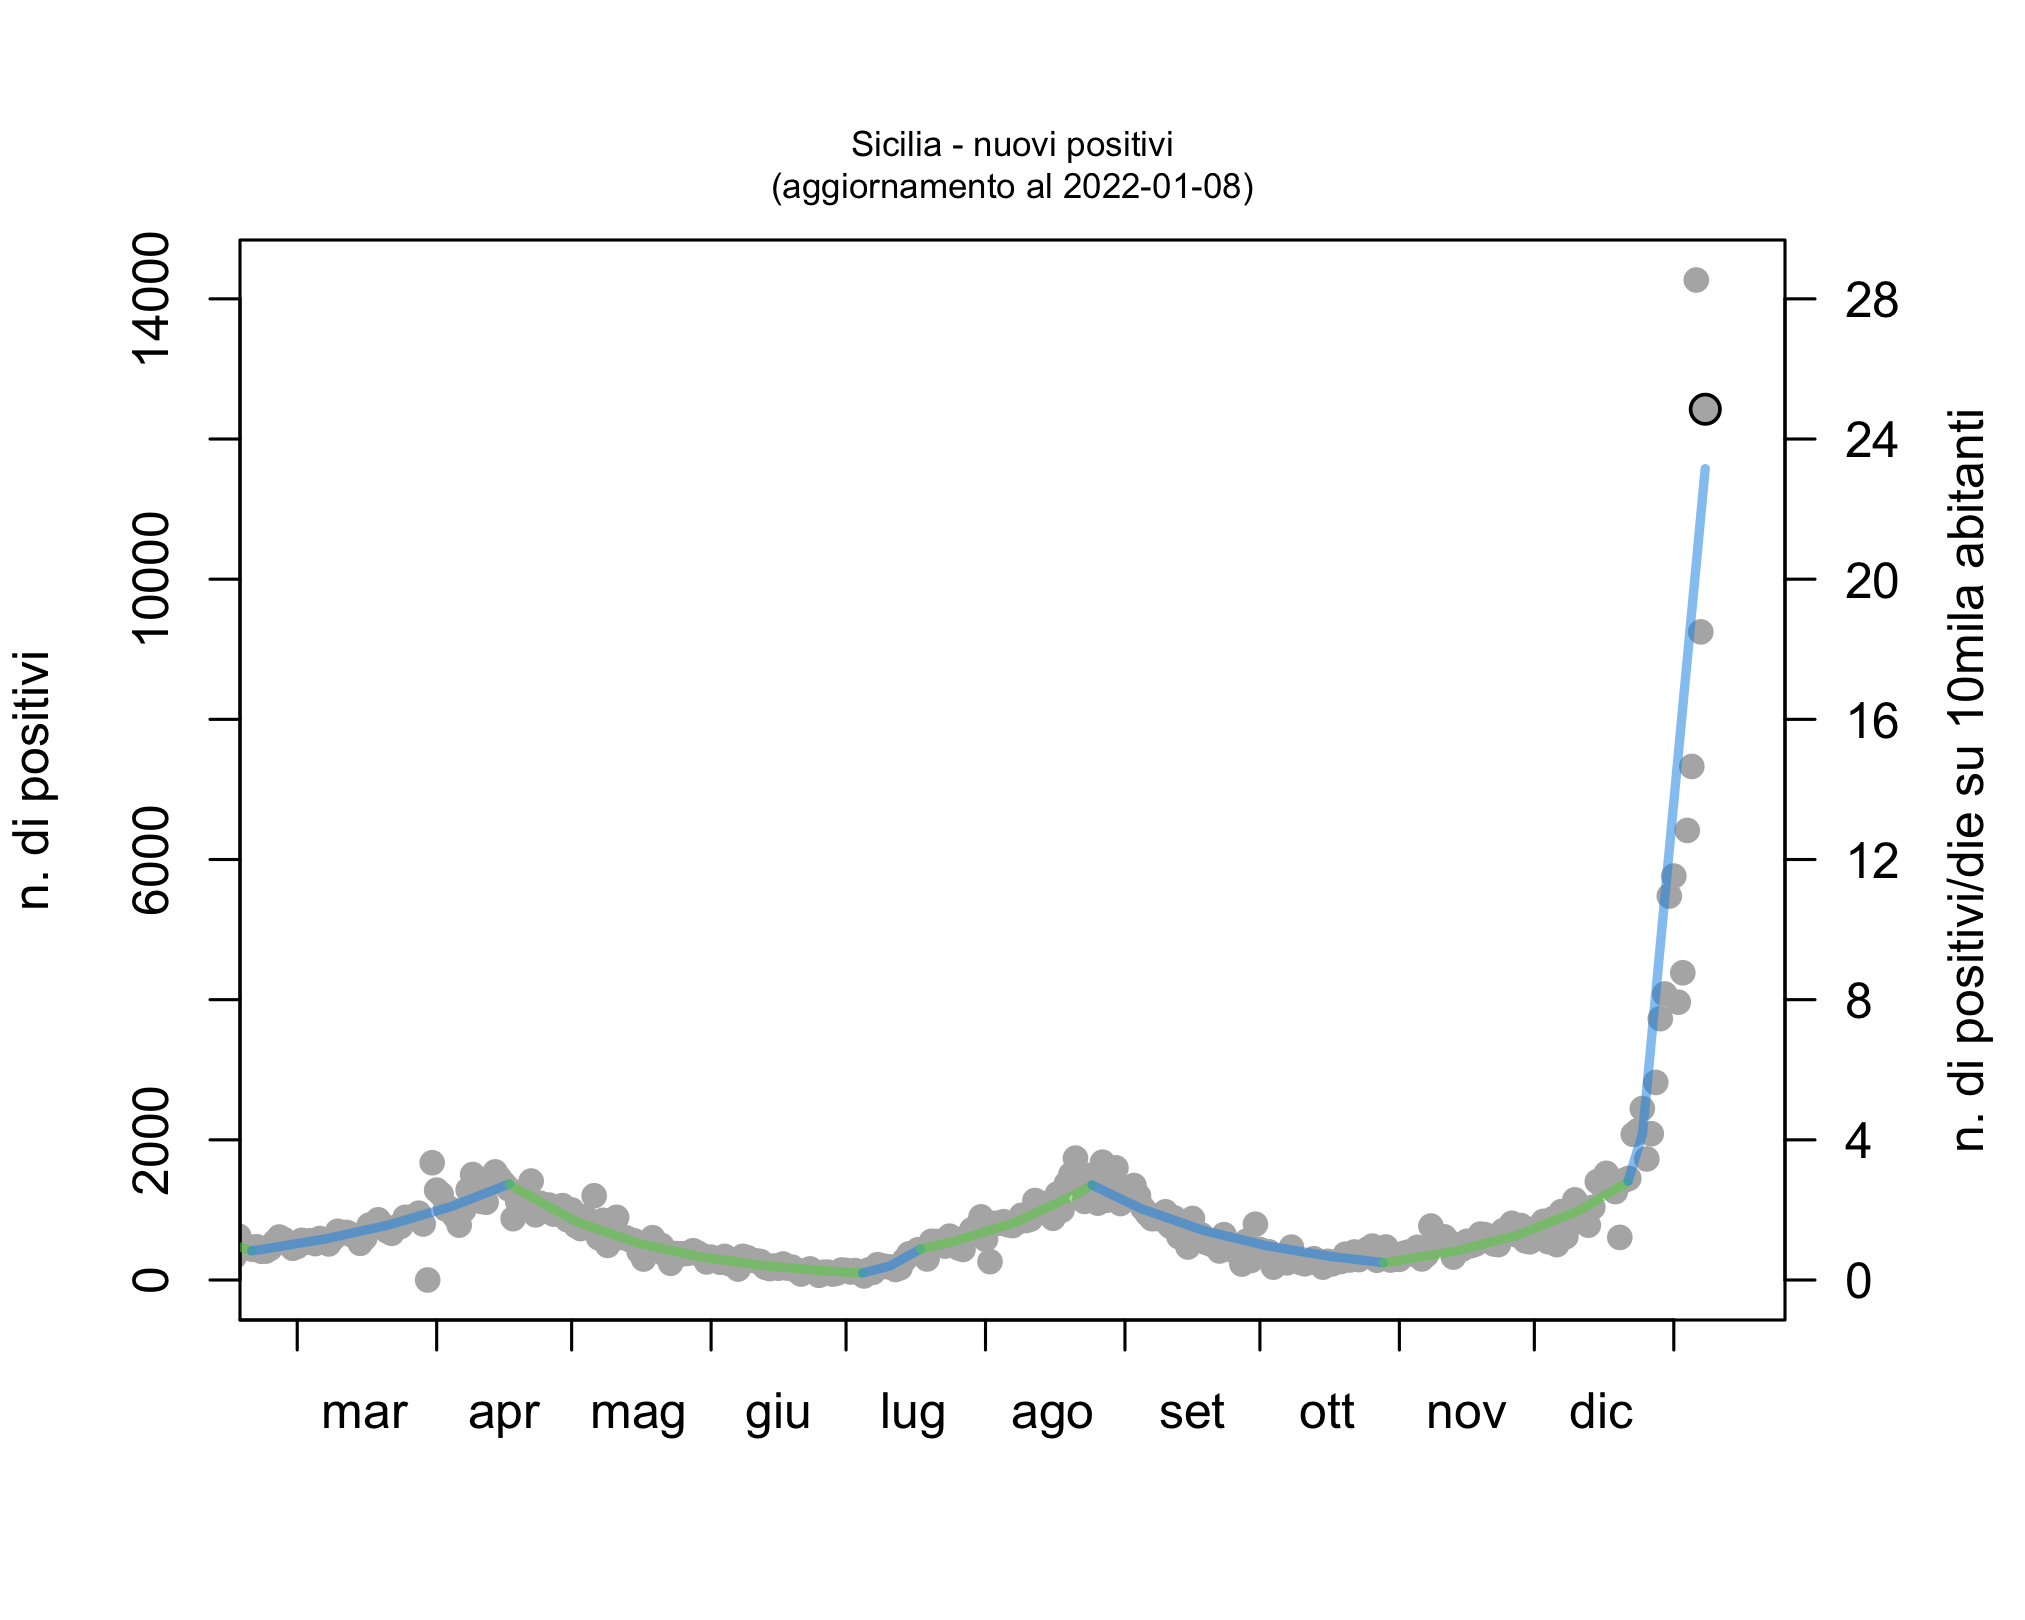 Sicilia - nuovi positivi
(aggiornamento al 2022-01-08)
n. di positivi
14000
10000
6000
2000
0
28
24
20
16
12
8
4
0
n. di positivi/die su 10mila abitanti
mar apr mag giu lug ago set ott nov dic